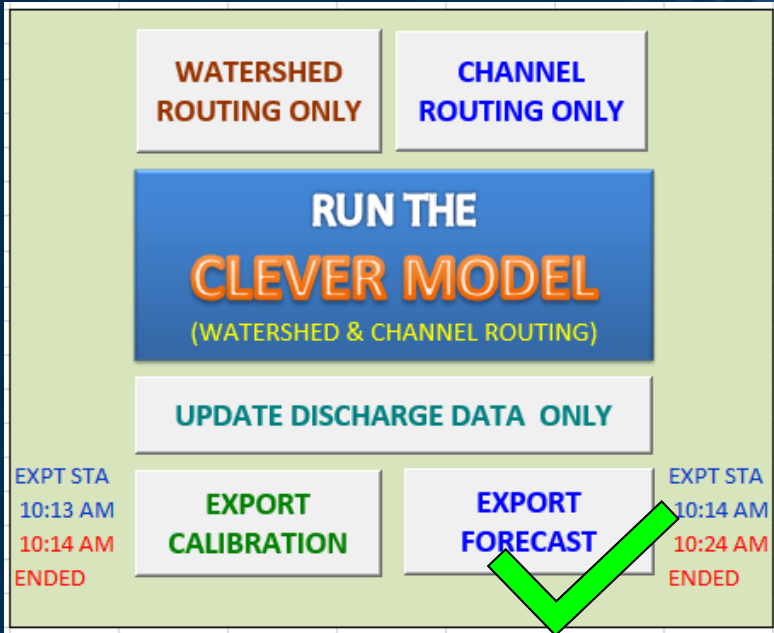 WATERSHED
ROUTING ONLY
CHANNEL
ROUTING ONLY
RUN THE
CLEVER MODEL
(WATERSHED & CHANNEL ROUTING)
UPDATE DISCHARGE DATA ONLY
EXPT STA
10:13 AM
10:14 AM
ENDED
EXPORT
CALIBRATION
EXPORT
FORECAST
EXPT STA
10:14 AM
10:24 AM
ENDED